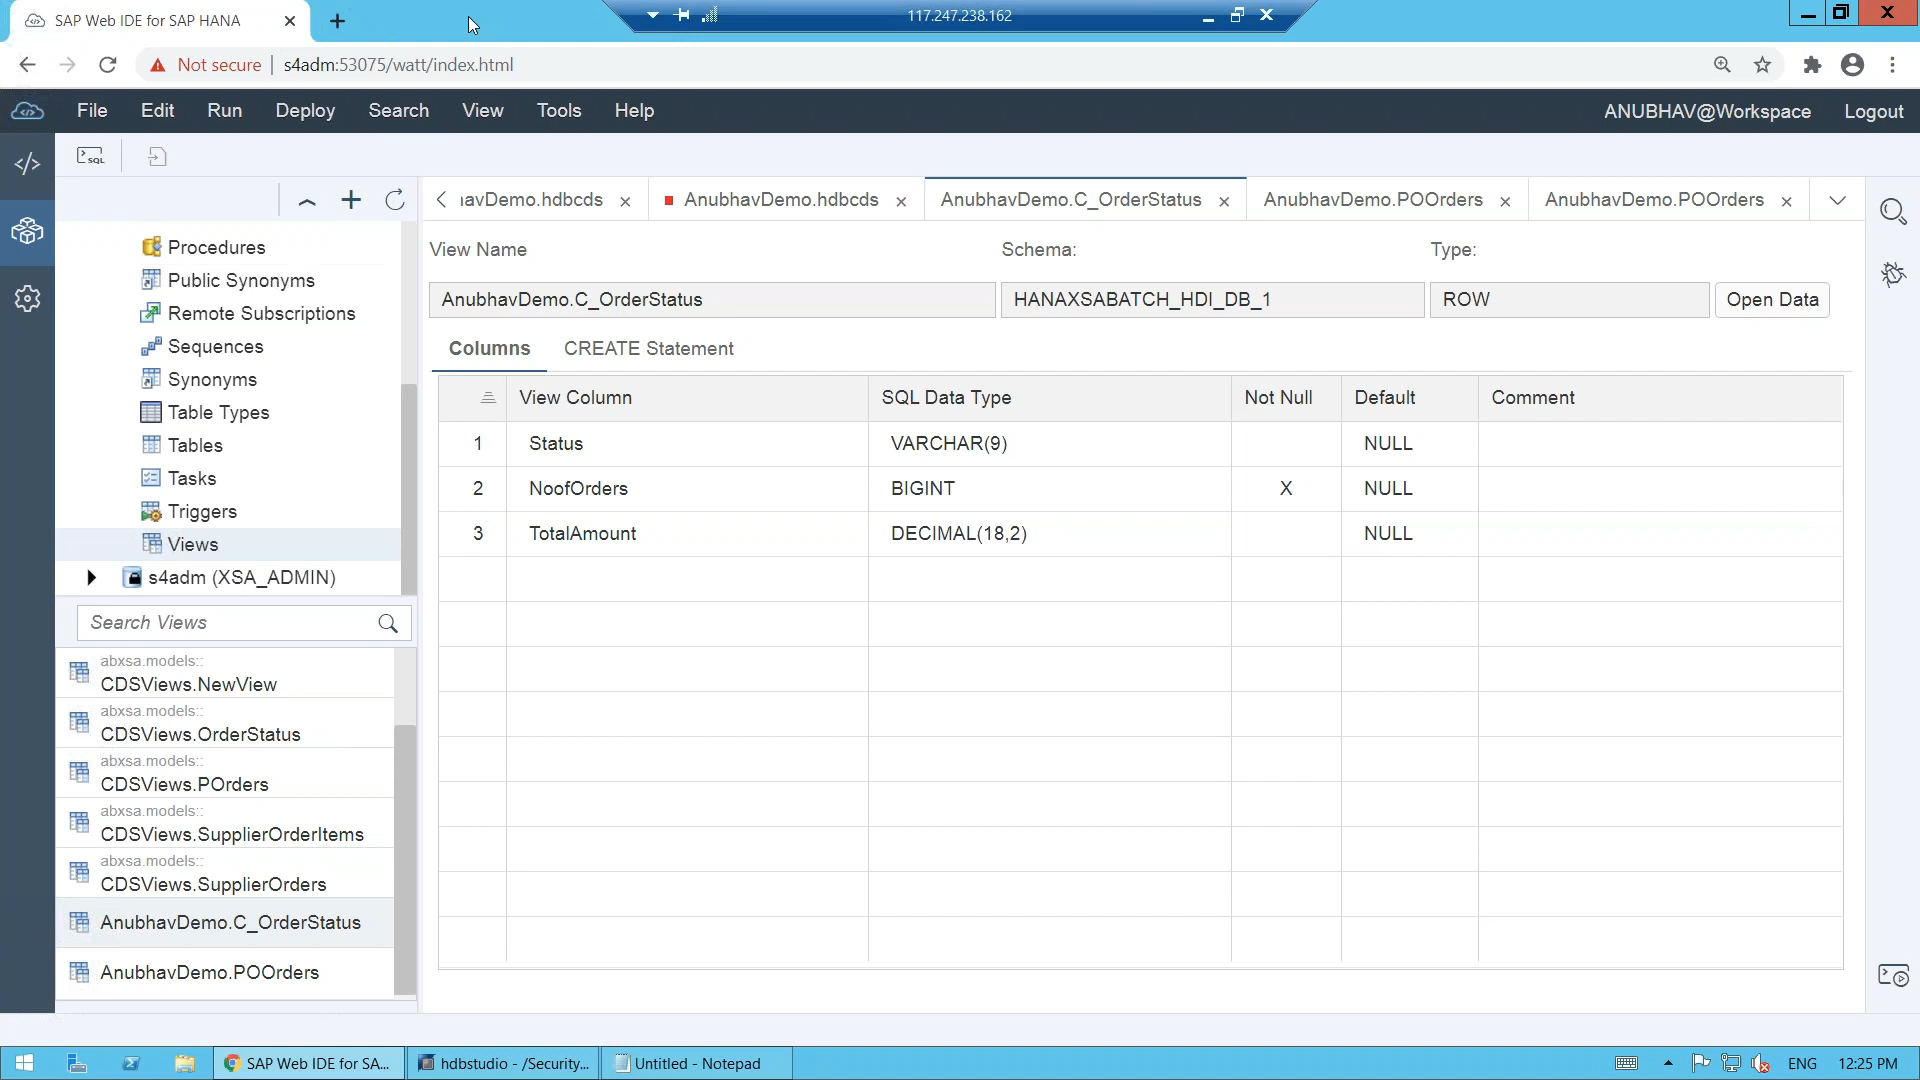 SAP Web IDE for SAP HANA
117.247.238.162
Not secure | s4adm:53075/watt/index.html
File Edit Run Deploy Search View Tools Help
ANUBHAV@Workspace Logout
SQL
avDemo.hdbcds AnubhavDemo.hdbcds AnubhavDemo.C_OrderStatus AnubhavDemo.POOrders AnubhavDemo.POOrders
View Name Schema: Type:
AnubhavDemo.C_OrderStatus HANAXSABATCH_HDI_DB_1 ROW Open Data
Columns CREATE Statement
View Column SQL Data Type Not Null Default Comment
1 Status VARCHAR(9) NULL
2 NoofOrders BIGINT X NULL
3 TotalAmount DECIMAL(18,2) NULL
Procedures
Public Synonyms
Remote Subscriptions
Sequences
Synonyms
Table Types
Tables
Tasks
Triggers
Views
s4adm (XSA_ADMIN)
Search Views
abxsa.models::
CDSViews.NewView
abxsa.models::
CDSViews.OrderStatus
abxsa.models::
CDSViews.POrders
abxsa.models::
CDSViews.SupplierOrderItems
abxsa.models::
CDSViews.SupplierOrders
AnubhavDemo.C_OrderStatus
AnubhavDemo.POOrders
SAP Web IDE for SA... hdbstudio - /Security... Untitled - Notepad ENG 12:25 PM